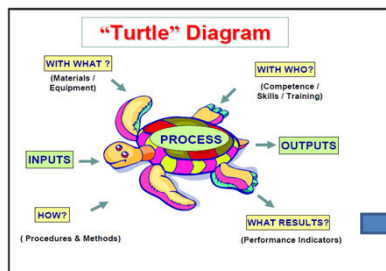 “Turtle” Diagram
WITH WHAT ?
(Materials /
Equipment)
WITH WHO?
(Competence /
Skills / Training)
PROCESS
INPUTS
OUTPUTS
HOW?
( Procedures & Methods)
WHAT RESULTS?
(Performance Indicators)